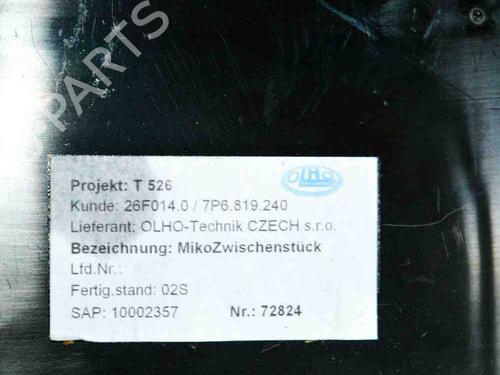 PARTS
OLHO
Projekt: T 526
Kunde: 26F014.0 / 7P6.819.240
Lieferant: OLHO-Technik CZECH s.r.o.
Bezeichnung: MikoZwischenstück
Lfd.Nr.:
Fertig.stand: 02S
SAP: 10002357 Nr.: 72824